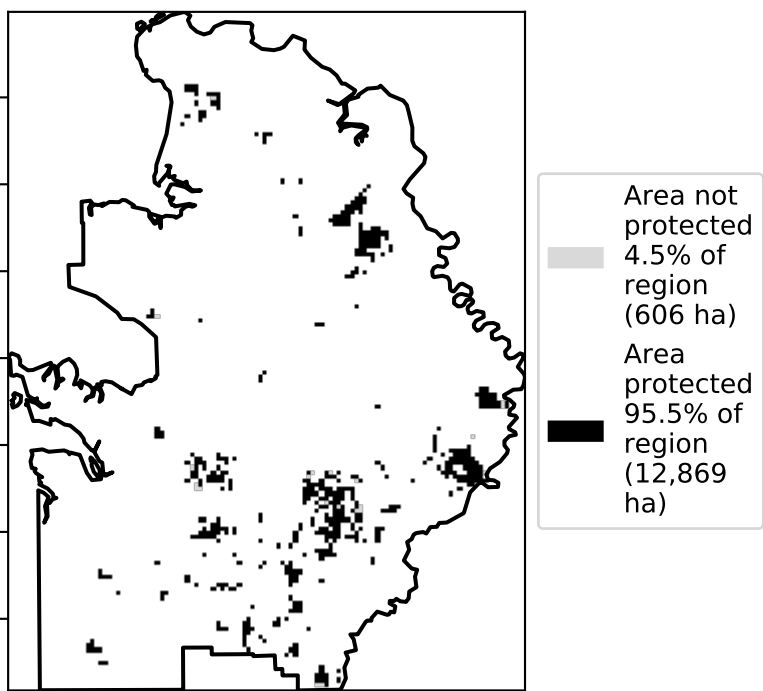 Area not
protected
4.5% of
region
(606 ha)
Area
protected
95.5% of
region
(12,869
ha)